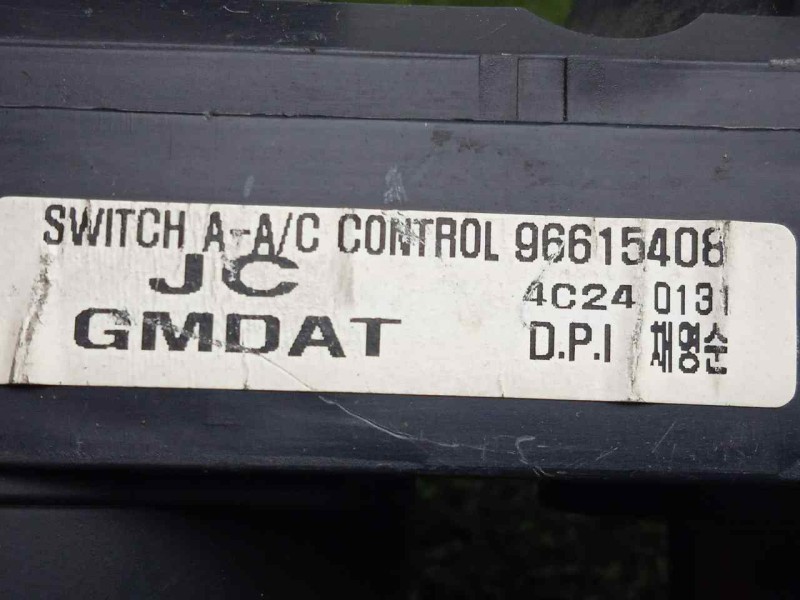 SWITCH A-A/C CONTROL 96615408
JC 4C24 0131
GMDAT D.P.I 채영순